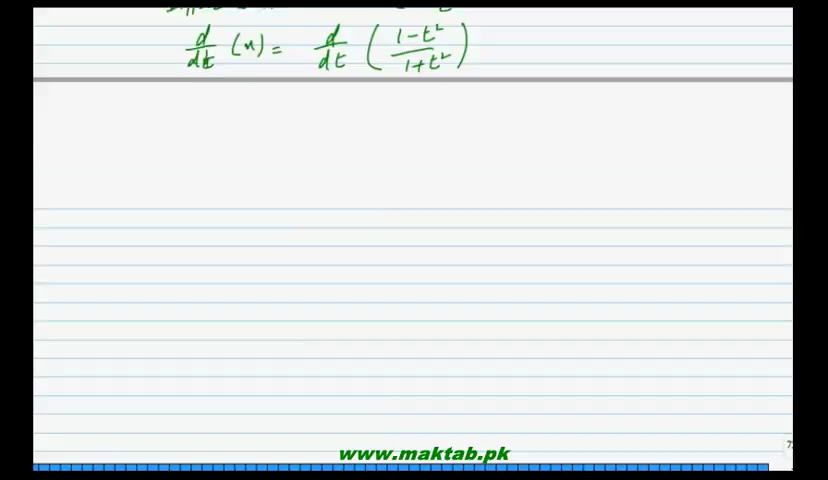 d/dt (x) = d/dt ( 1-t² / 1+t² )
www.maktab.pk